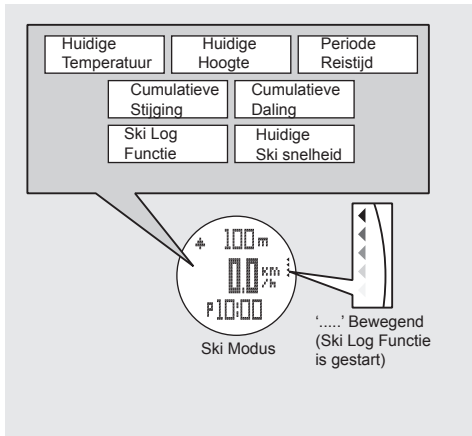 Huidige
Temperatuur
Huidige
Hoogte
Periode
Reistijd
Cumulatieve
Stijging
Cumulatieve
Daling
Ski Log
Functie
Huidige
Ski snelheid
100m
0.0 KM
/h
P10:00
Ski Modus
'.....' Bewegend
(Ski Log Functie
is gestart)